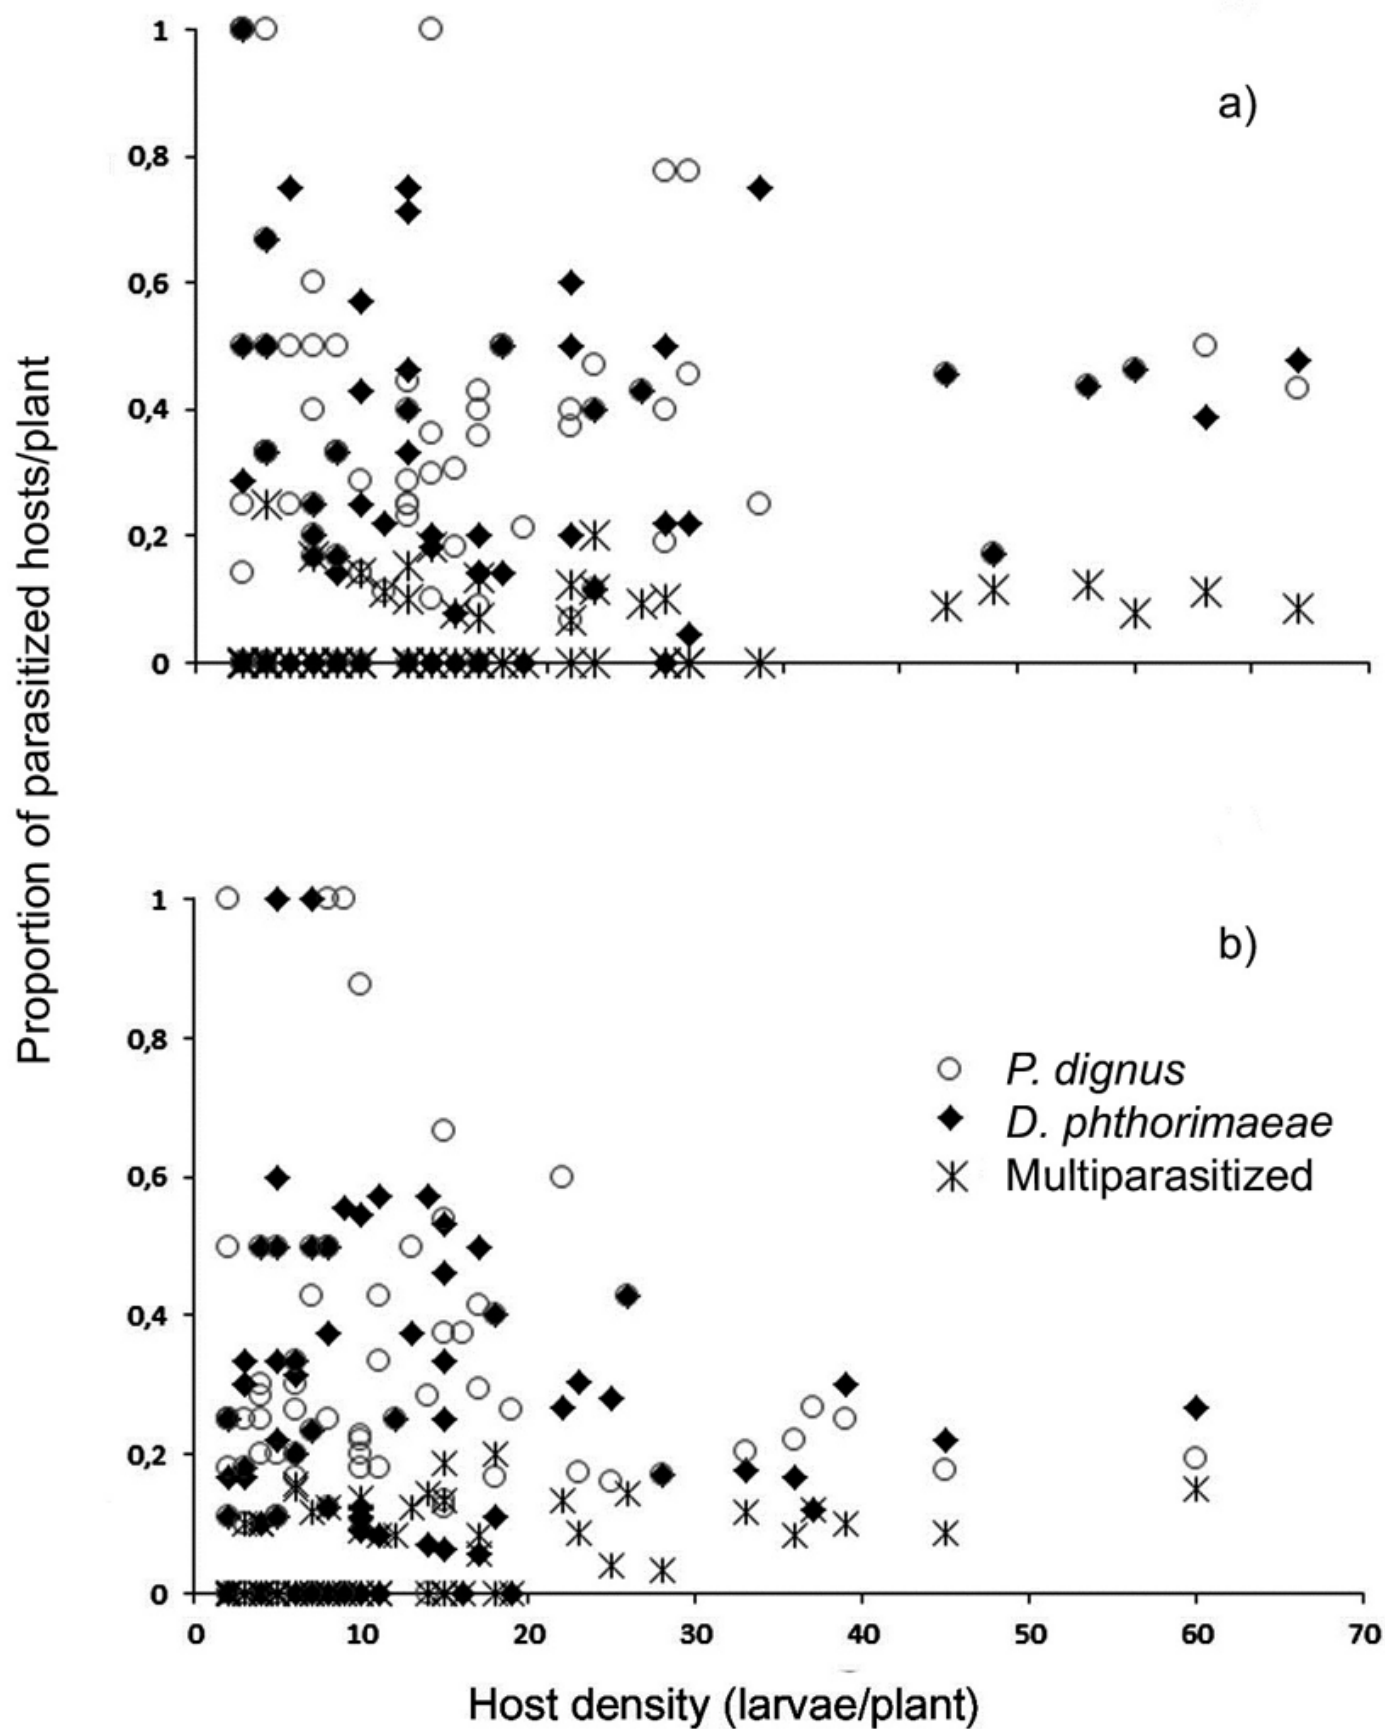 Proportion of parasitized hosts/plant
a)
1
0,8
0,6
0,4
0,2
0
b)
1
0,8
0,6
0,4
0,2
0
P. dignus
D. phthorimaeae
Multiparasitized
0 10 20 30 40 50 60 70
Host density (larvae/plant)